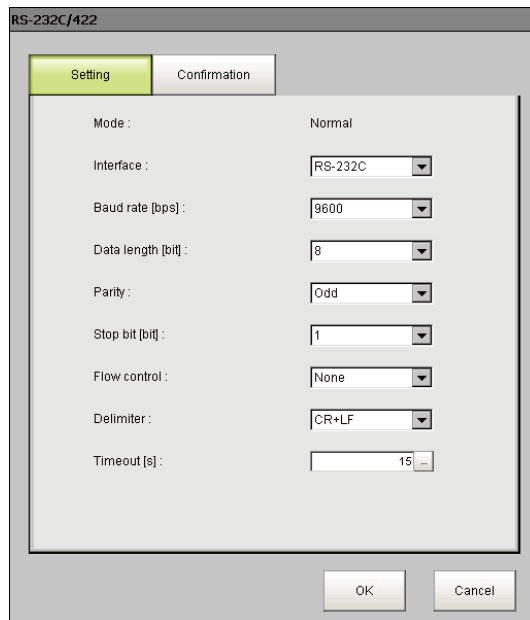 RS-232C/422
Setting Confirmation
Mode : Normal
Interface : RS-232C
Baud rate [bps] : 9600
Data length [bit] : 8
Parity : Odd
Stop bit [bit] : 1
Flow control : None
Delimiter : CR+LF
Timeout [s] : 15 ...
OK Cancel